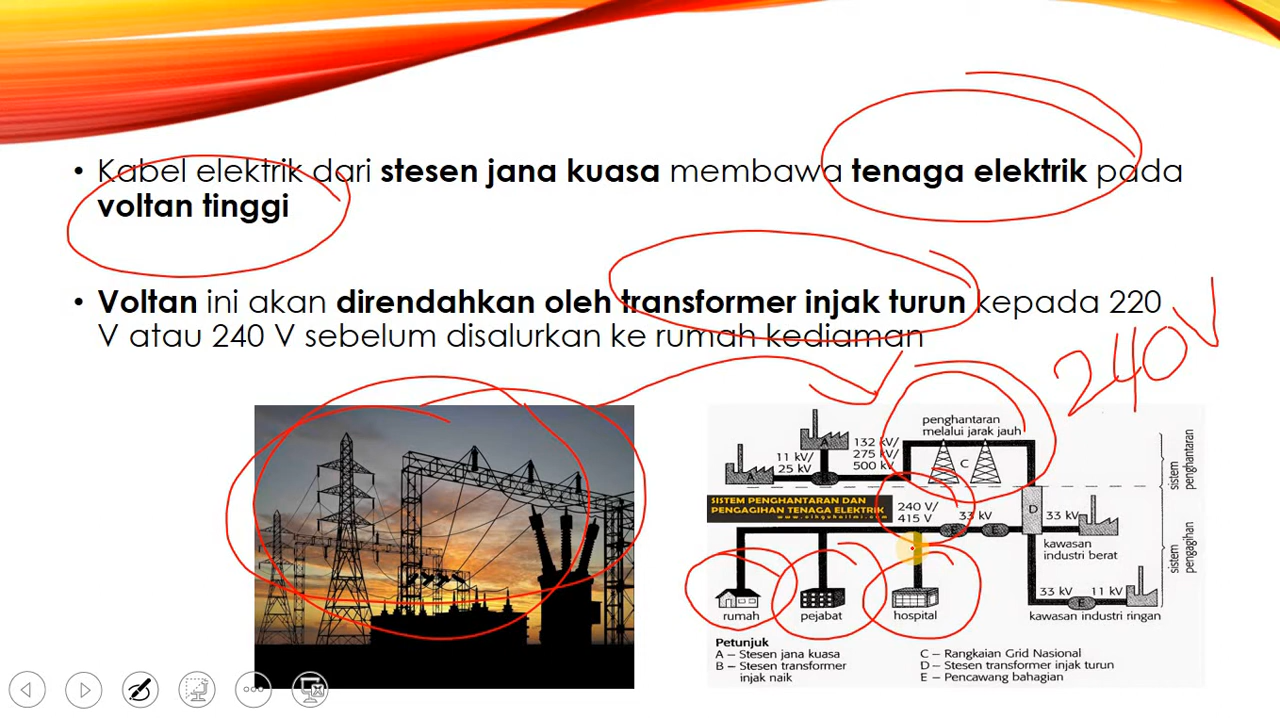 • Kabel elektrik dari stesen jana kuasa membawa tenaga elektrik pada
voltan tinggi
• Voltan ini akan direndahkan oleh transformer injak turun kepada 220
V atau 240 V sebelum disalurkan ke rumah kediaman
240V
penghantaran
melalui jarak jauh
A
132 kV/
275 kV/
500 kV
11 kV/
25 kV
A
C
sistem
penghantaran
SISTEM PENGHANTARAN DAN
PENGAGIHAN TENAGA ELEKTRIK
240 V/
415 V
33 kV
D
33 kV
kawasan
industri berat
sistem
pengagihan
33 kV
E
11 kV
kawasan industri ringan
rumah
pejabat
hospital
Petunjuk
A – Stesen jana kuasa
B – Stesen transformer
injak naik
C – Rangkaian Grid Nasional
D – Stesen transformer injak turun
E – Pencawang bahagian